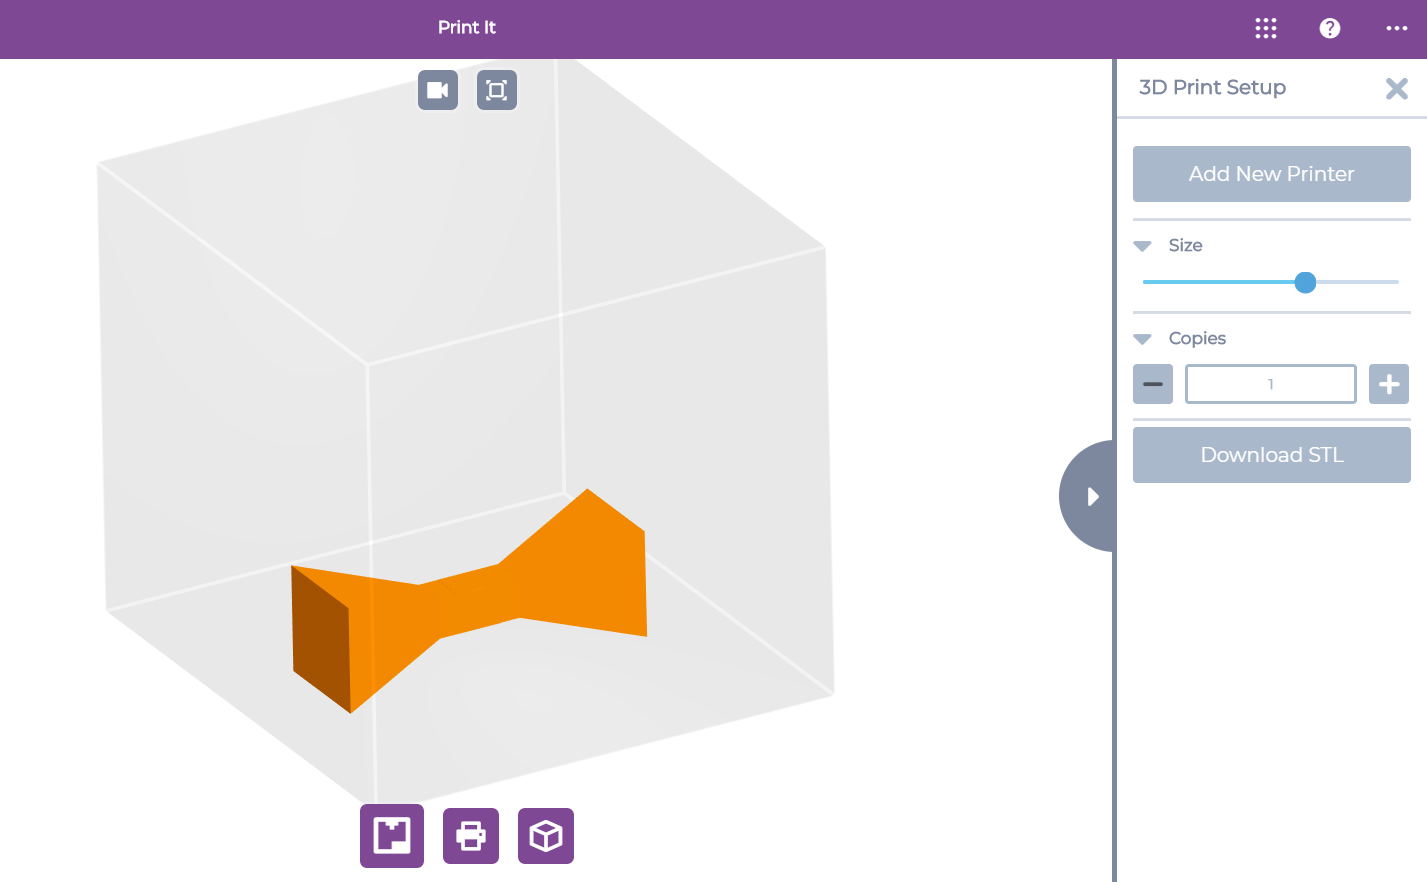 Print It
3D Print Setup
Add New Printer
Size
Copies
1
Download STL